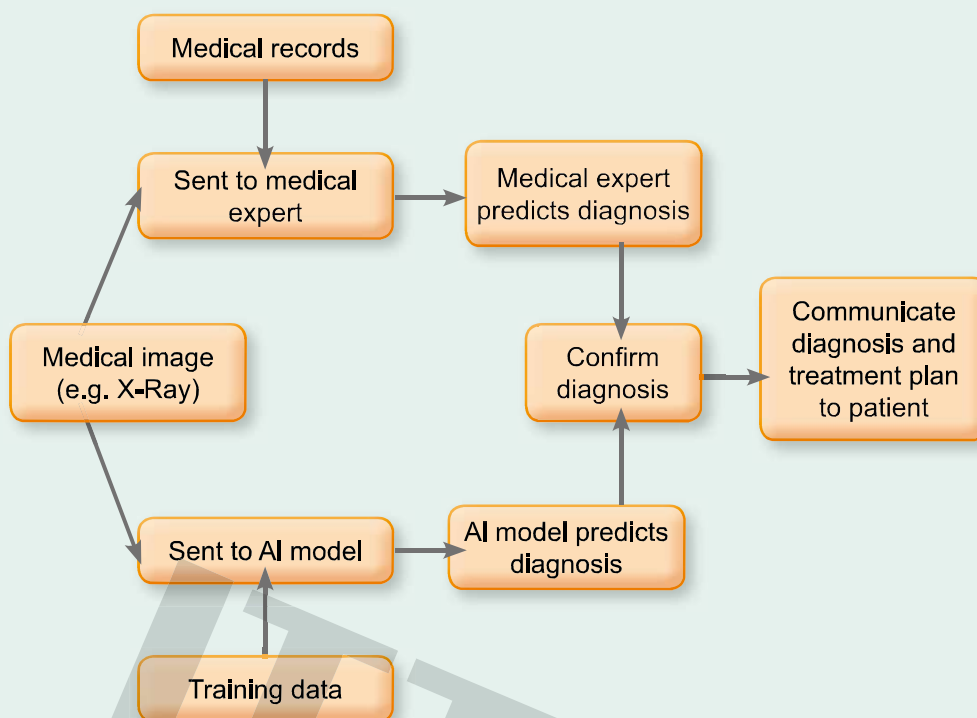 Medical records
Sent to medical
expert
Medical expert
predicts diagnosis
Medical image
(e.g. X-Ray)
Confirm
diagnosis
Communicate
diagnosis and
treatment plan
to patient
Sent to AI model
AI model predicts
diagnosis
Training data